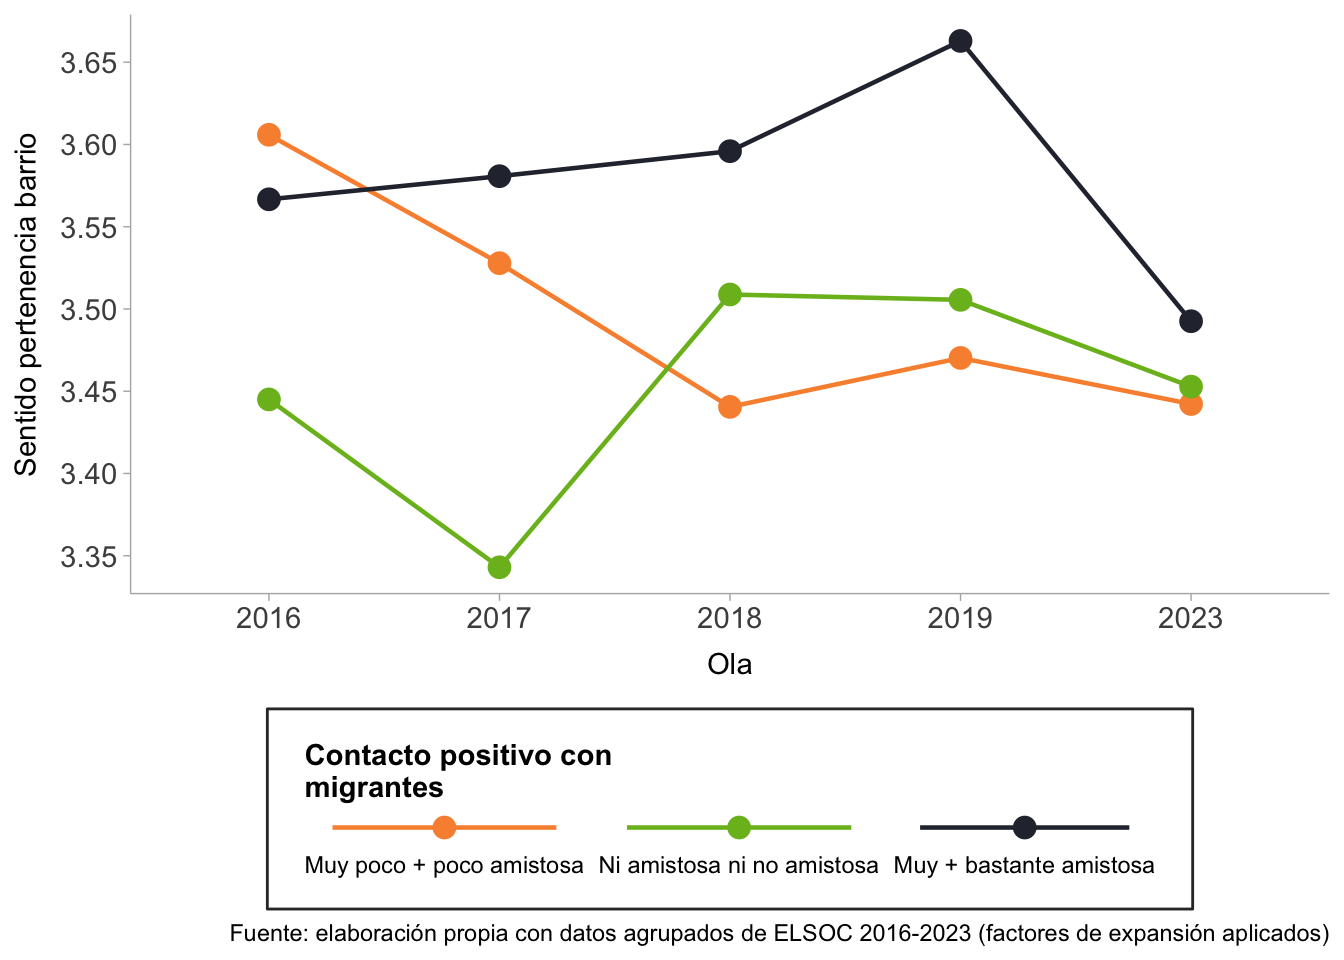 Sentido pertenencia barrio
3.65
3.60
3.55
3.50
3.45
3.40
3.35
2016 2017 2018 2019 2023
Ola
Contacto positivo con
migrantes
Muy poco + poco amistosa Ni amistosa ni no amistosa Muy + bastante amistosa
Fuente: elaboración propia con datos agrupados de ELSOC 2016-2023 (factores de expansión aplicados)